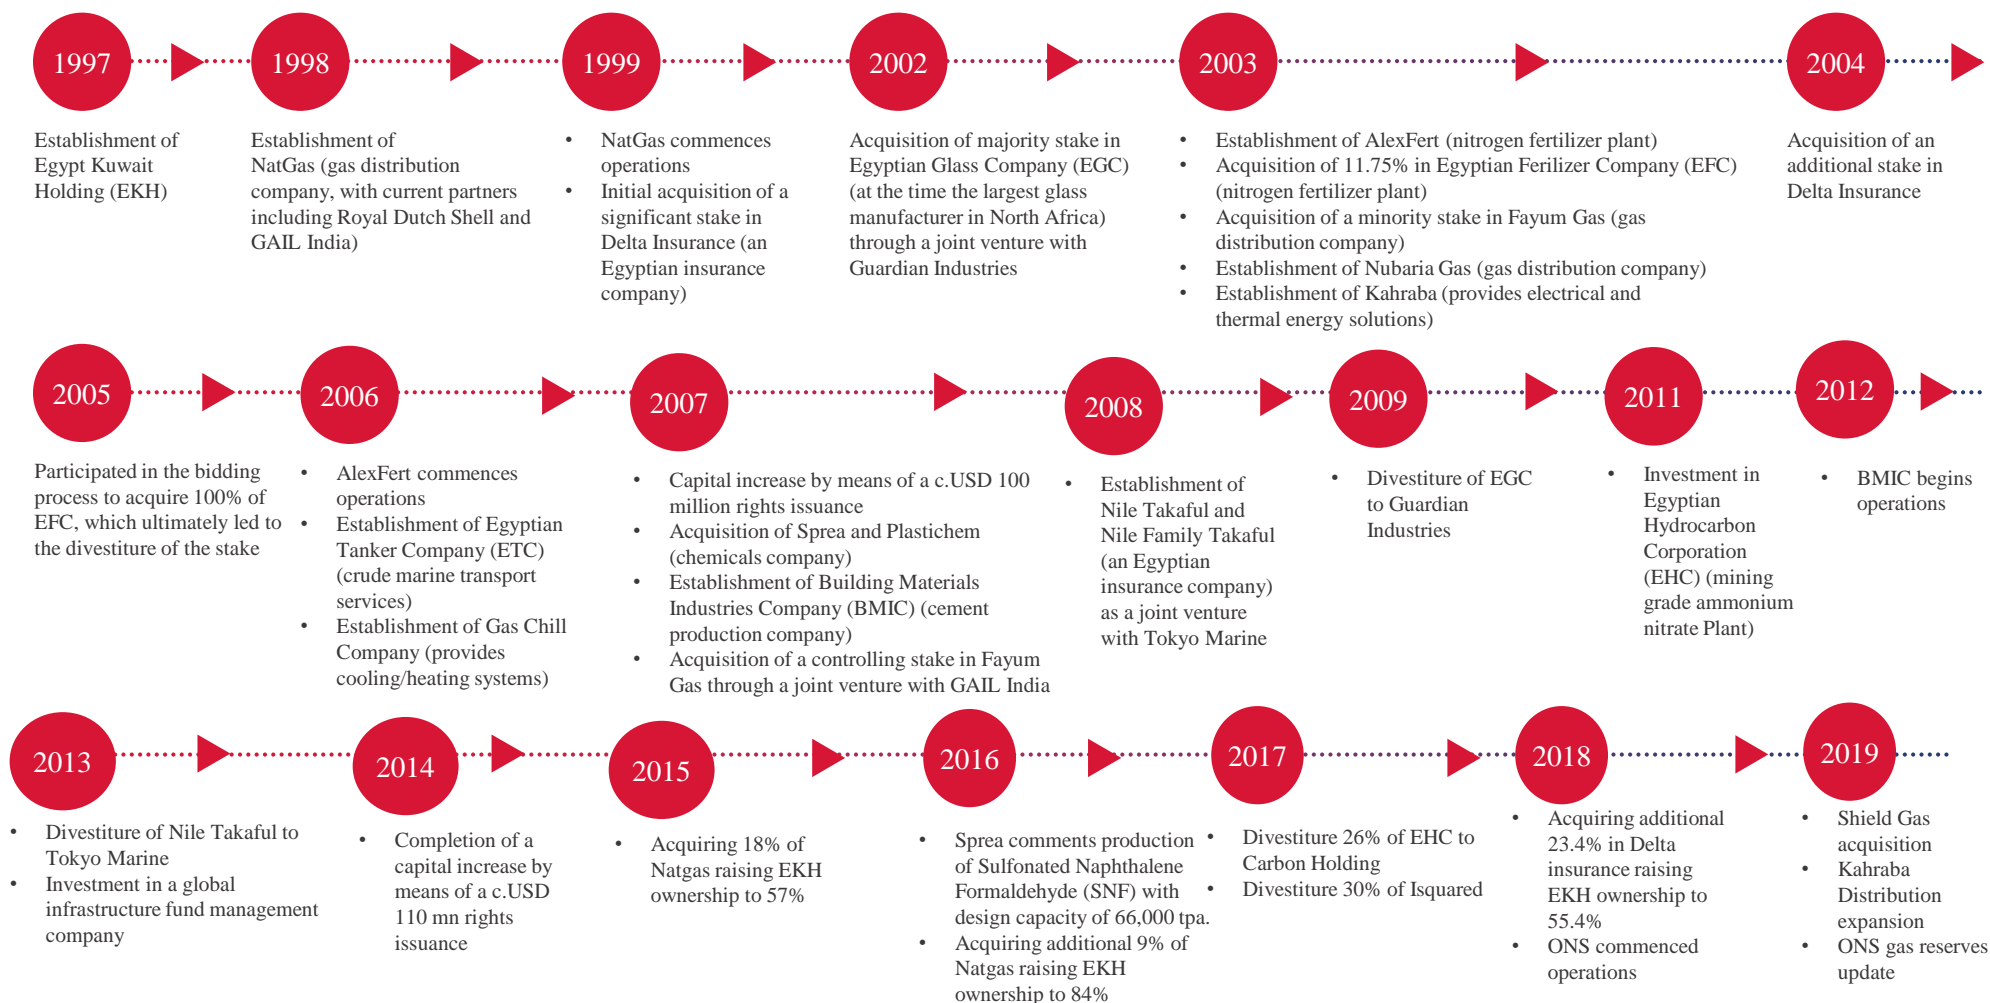 1997
1998
1999
2002
2003
2004
Establishment of
Egypt Kuwait
Holding (EKH)
Establishment of
NatGas (gas distribution
company, with current partners
including Royal Dutch Shell and
GAIL India)
• NatGas commences
operations
• Initial acquisition of a
significant stake in
Delta Insurance (an
Egyptian insurance
company)
Acquisition of majority stake in
Egyptian Glass Company (EGC)
(at the time the largest glass
manufacturer in North Africa)
through a joint venture with
Guardian Industries
• Establishment of AlexFert (nitrogen fertilizer plant)
• Acquisition of 11.75% in Egyptian Ferilizer Company (EFC)
(nitrogen fertilizer plant)
• Acquisition of a minority stake in Fayum Gas (gas
distribution company)
• Establishment of Nubaria Gas (gas distribution company)
• Establishment of Kahraba (provides electrical and
thermal energy solutions)
Acquisition of an
additional stake in
Delta Insurance
2005
2006
2007
2008
2009
2011
2012
Participated in the bidding
process to acquire 100% of
EFC, which ultimately led to
the divestiture of the stake
• AlexFert commences
operations
• Establishment of Egyptian
Tanker Company (ETC)
(crude marine transport
services)
• Establishment of Gas Chill
Company (provides
cooling/heating systems)
• Capital increase by means of a c.USD 100
million rights issuance
• Acquisition of Sprea and Plastichem
(chemicals company)
• Establishment of Building Materials
Industries Company (BMIC) (cement
production company)
• Acquisition of a controlling stake in Fayum
Gas through a joint venture with GAIL India
• Establishment of
Nile Takaful and
Nile Family Takaful
(an Egyptian
insurance company)
as a joint venture
with Tokyo Marine
• Divestiture of EGC
to Guardian
Industries
• Investment in
Egyptian
Hydrocarbon
Corporation
(EHC) (mining
grade ammonium
nitrate Plant)
• BMIC begins
operations
2013
2014
2015
2016
2017
2018
2019
• Divestiture of Nile Takaful to
Tokyo Marine
• Investment in a global
infrastructure fund management
company
• Completion of a
capital increase by
means of a c.USD
110 mn rights
issuance
• Acquiring 18% of
Natgas raising EKH
ownership to 57%
• Sprea comments production
of Sulfonated Naphthalene
Formaldehyde (SNF) with
design capacity of 66,000 tpa.
• Acquiring additional 9% of
Natgas raising EKH
ownership to 84%
• Divestiture 26% of EHC to
Carbon Holding
• Divestiture 30% of Isquared
• Acquiring additional
23.4% in Delta
insurance raising
EKH ownership to
55.4%
• ONS commenced
operations
• Shield Gas
acquisition
• Kahraba
Distribution
expansion
• ONS gas reserves
update